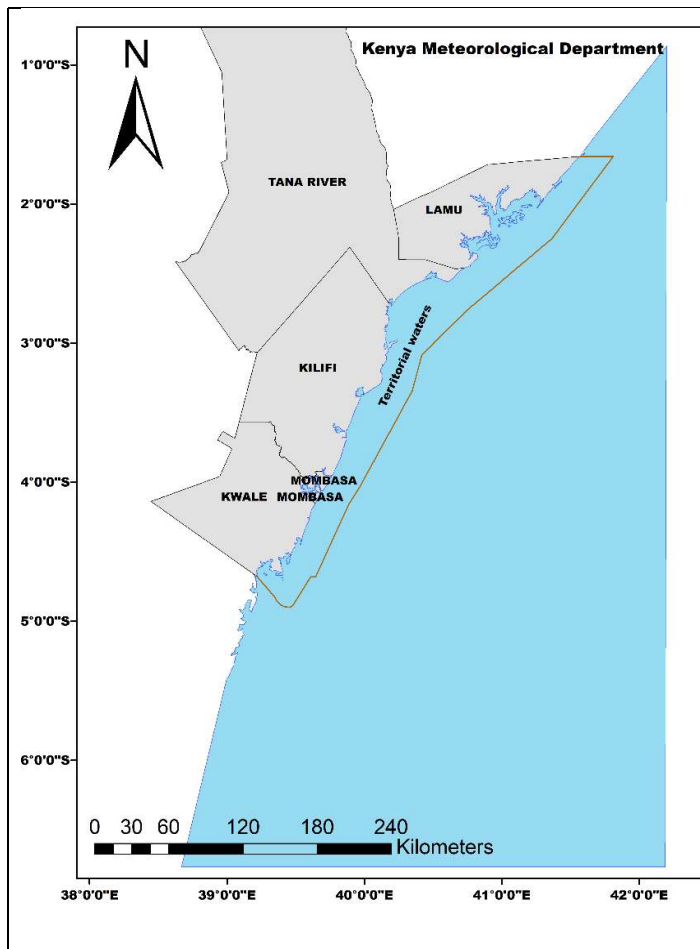 Kenya Meteorological Department
N
1°0'0"S
2°0'0"S
3°0'0"S
4°0'0"S
5°0'0"S
6°0'0"S
TANA RIVER
LAMU
KILIFI
Territorial waters
MOMBASA
KWALE MOMBASA
0 30 60 120 180 240
Kilometers
38°0'0"E 39°0'0"E 40°0'0"E 41°0'0"E 42°0'0"E